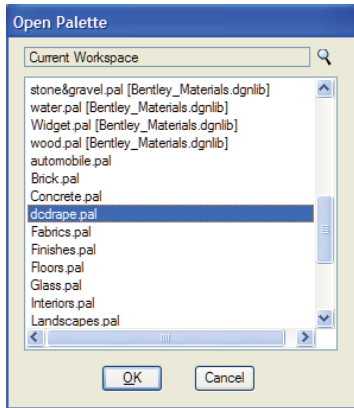 Open Palette
Current Workspace
stone&gravel.pal [Bentley_Materials.dgnlib]
water.pal [Bentley_Materials.dgnlib]
Widget.pal [Bentley_Materials.dgnlib]
wood.pal [Bentley_Materials.dgnlib]
automobile.pal
Brick.pal
Concrete.pal
dcdrape.pal
Fabrics.pal
Finishes.pal
Floors.pal
Glass.pal
Interiors.pal
Landscapes.pal
OK Cancel